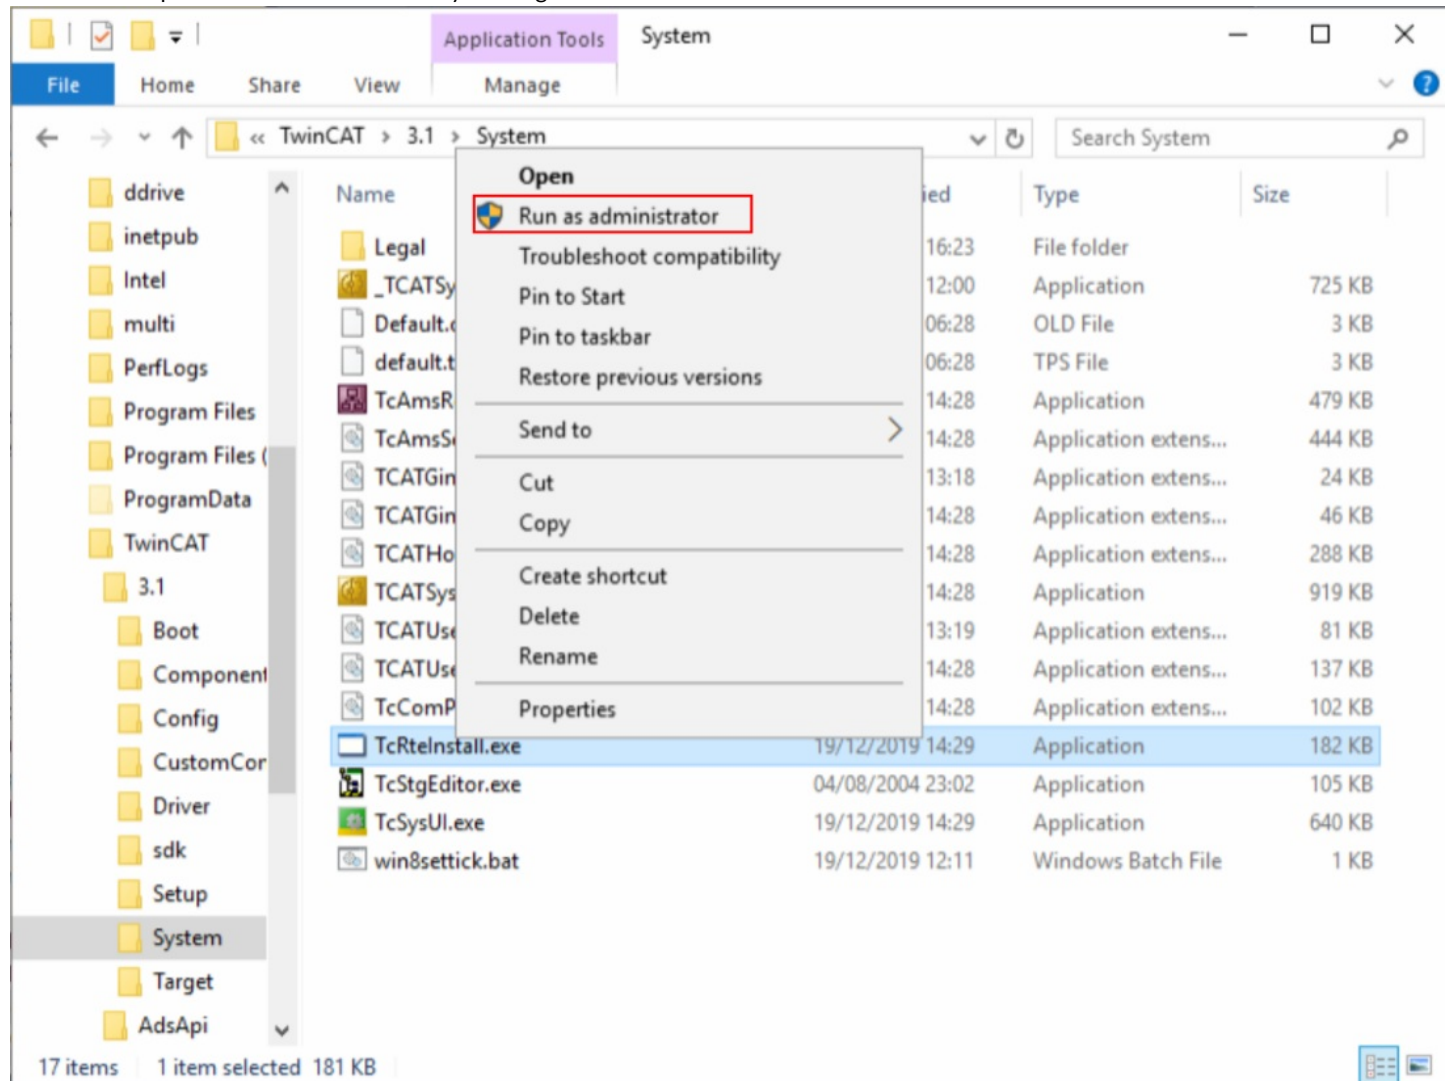 Application Tools System
File Home Share View Manage
« TwinCAT > 3.1 > System Search System
ddrive
inetpub
Intel
multi
PerfLogs
Program Files
Program Files (
ProgramData
TwinCAT
3.1
Boot
Component
Config
CustomCor
Driver
sdk
Setup
System
Target
AdsApi
Name ied Type Size
Legal 16:23 File folder
_TCATSy 12:00 Application 725 KB
Default.o 06:28 OLD File 3 KB
default.t 06:28 TPS File 3 KB
TcAmsR 14:28 Application 479 KB
TcAmsSe 14:28 Application extens... 444 KB
TCATGin 13:18 Application extens... 24 KB
TCATGin 14:28 Application extens... 46 KB
TCATHo 14:28 Application extens... 288 KB
TCATSys 14:28 Application 919 KB
TCATUse 13:19 Application extens... 81 KB
TCATUse 14:28 Application extens... 137 KB
TcComP 14:28 Application extens... 102 KB
TcRteInstall.exe 19/12/2019 14:29 Application 182 KB
TcStgEditor.exe 04/08/2004 23:02 Application 105 KB
TcSysUI.exe 19/12/2019 14:29 Application 640 KB
win8settick.bat 19/12/2019 12:11 Windows Batch File 1 KB
Open
Run as administrator
Troubleshoot compatibility
Pin to Start
Pin to taskbar
Restore previous versions
Send to
Cut
Copy
Create shortcut
Delete
Rename
Properties
17 items 1 item selected 181 KB